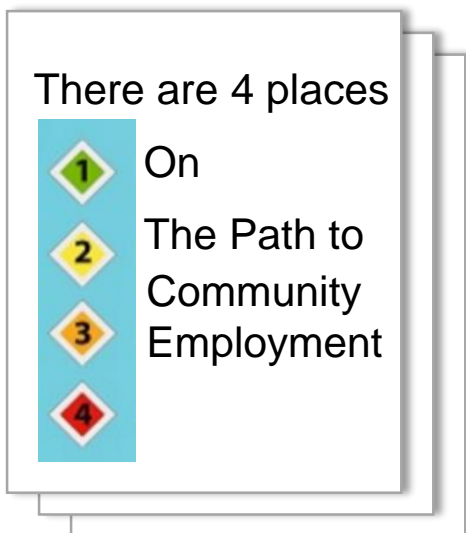 There are 4 places
1 On
2 The Path to
Community
3 Employment
4